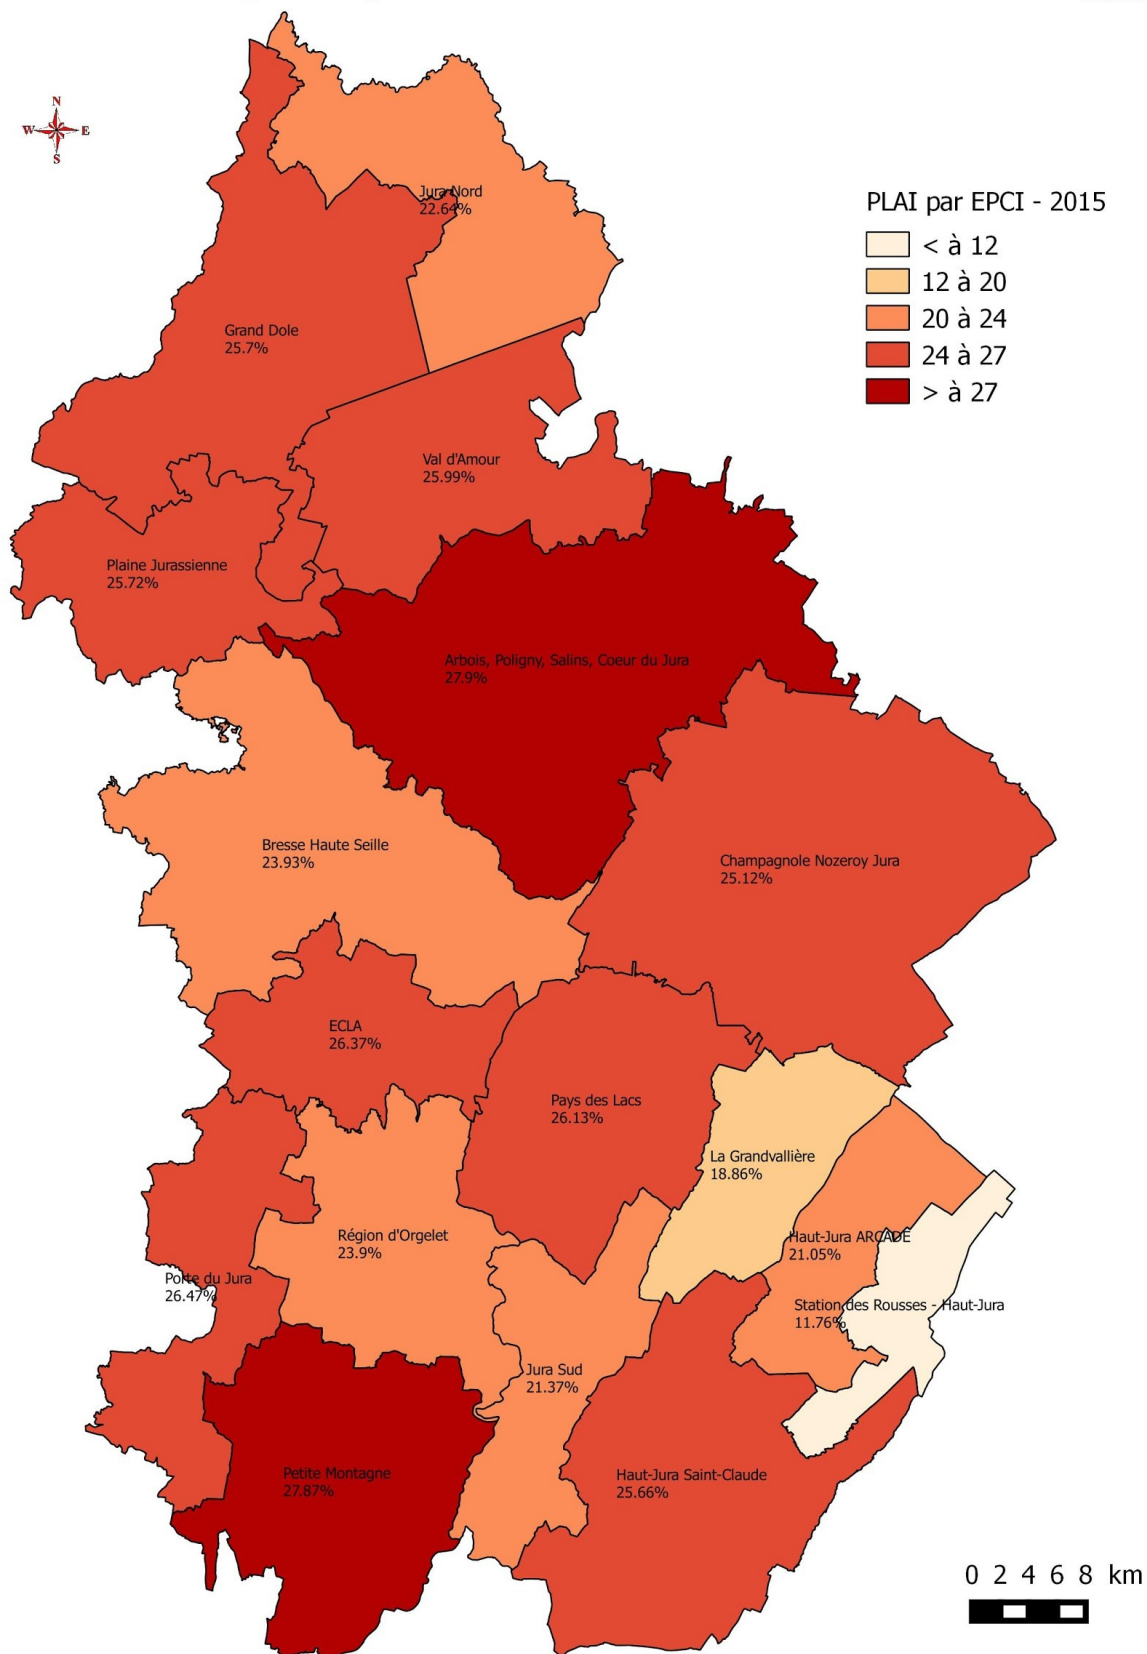 N
W E
S
Jura Nord
22.64%
PLAI par EPCI - 2015
< à 12
12 à 20
20 à 24
24 à 27
> à 27
Grand Dole
25.7%
Val d'Amour
25.99%
Plaine Jurassienne
25.72%
Arbois, Poligny, Salins, Coeur du Jura
27.9%
Bresse Haute Seille
23.93%
Champagnole Nozeroy Jura
25.12%
ECLA
26.37%
Pays des Lacs
26.13%
La Grandvallière
18.86%
Région d'Orgelet
23.9%
Haut-Jura ARCADE
21.05%
Porte du Jura
26.47%
Station des Rousses - Haut-Jura
11.76%
Jura Sud
21.37%
Petite Montagne
27.87%
Haut-Jura Saint-Claude
25.66%
0 2 4 6 8 km